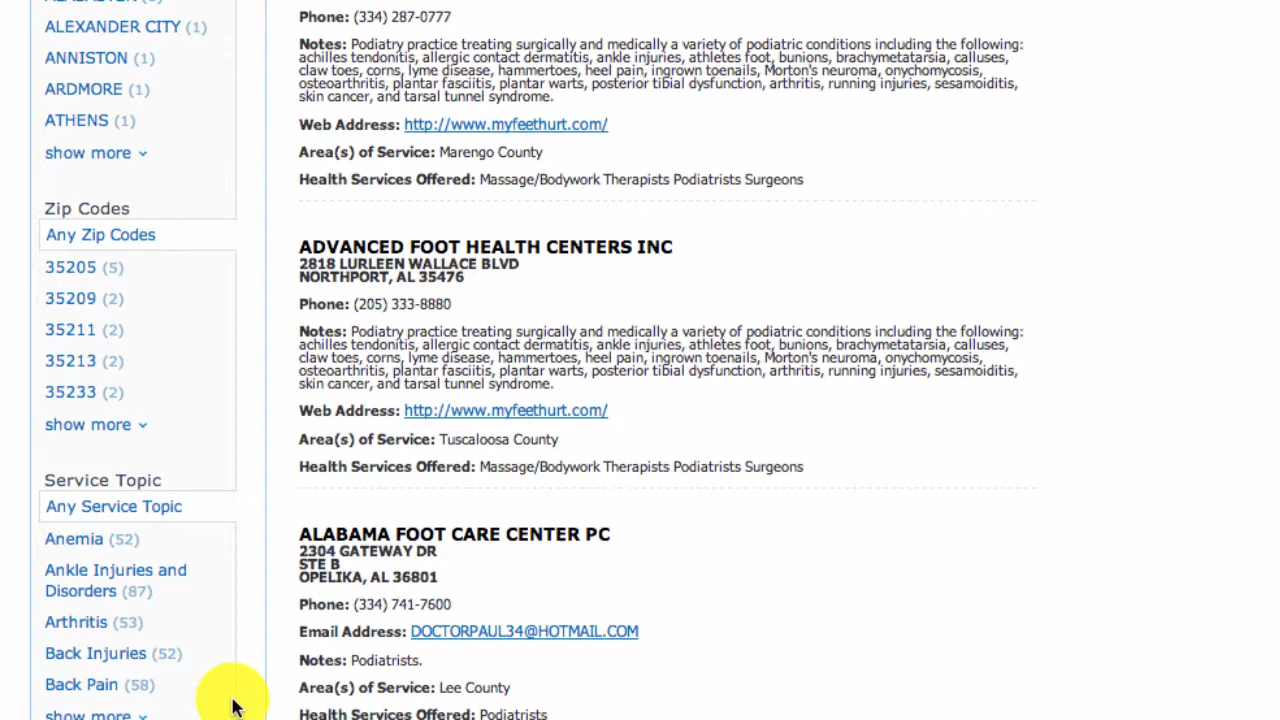 ALEXANDER CITY (1)
ANNISTON (1)
ARDMORE (1)
ATHENS (1)
show more
Zip Codes
Any Zip Codes
35205 (5)
35209 (2)
35211 (2)
35213 (2)
35233 (2)
show more
Service Topic
Any Service Topic
Anemia (52)
Ankle Injuries and
Disorders (87)
Arthritis (53)
Back Injuries (52)
Back Pain (58)
show more
Phone: (334) 287-0777
Notes: Podiatry practice treating surgically and medically a variety of podiatric conditions including the following:
achilles tendonitis, allergic contact dermatitis, ankle injuries, athletes foot, bunions, brachymetatarsia, calluses,
claw toes, corns, lyme disease, hammertoes, heel pain, ingrown toenails, Morton's neuroma, onychomycosis,
osteoarthritis, plantar fasciitis, plantar warts, posterior tibial dysfunction, arthritis, running injuries, sesamoiditis,
skin cancer, and tarsal tunnel syndrome.
Web Address: http://www.myfeethurt.com/
Area(s) of Service: Marengo County
Health Services Offered: Massage/Bodywork Therapists Podiatrists Surgeons
ADVANCED FOOT HEALTH CENTERS INC
2818 LURLEEN WALLACE BLVD
NORTHPORT, AL 35476
Phone: (205) 333-8880
Notes: Podiatry practice treating surgically and medically a variety of podiatric conditions including the following:
achilles tendonitis, allergic contact dermatitis, ankle injuries, athletes foot, bunions, brachymetatarsia, calluses,
claw toes, corns, lyme disease, hammertoes, heel pain, ingrown toenails, Morton's neuroma, onychomycosis,
osteoarthritis, plantar fasciitis, plantar warts, posterior tibial dysfunction, arthritis, running injuries, sesamoiditis,
skin cancer, and tarsal tunnel syndrome.
Web Address: http://www.myfeethurt.com/
Area(s) of Service: Tuscaloosa County
Health Services Offered: Massage/Bodywork Therapists Podiatrists Surgeons
ALABAMA FOOT CARE CENTER PC
2304 GATEWAY DR
STE B
OPELIKA, AL 36801
Phone: (334) 741-7600
Email Address: DOCTORPAUL34@HOTMAIL.COM
Notes: Podiatrists.
Area(s) of Service: Lee County
Health Services Offered: Podiatrists